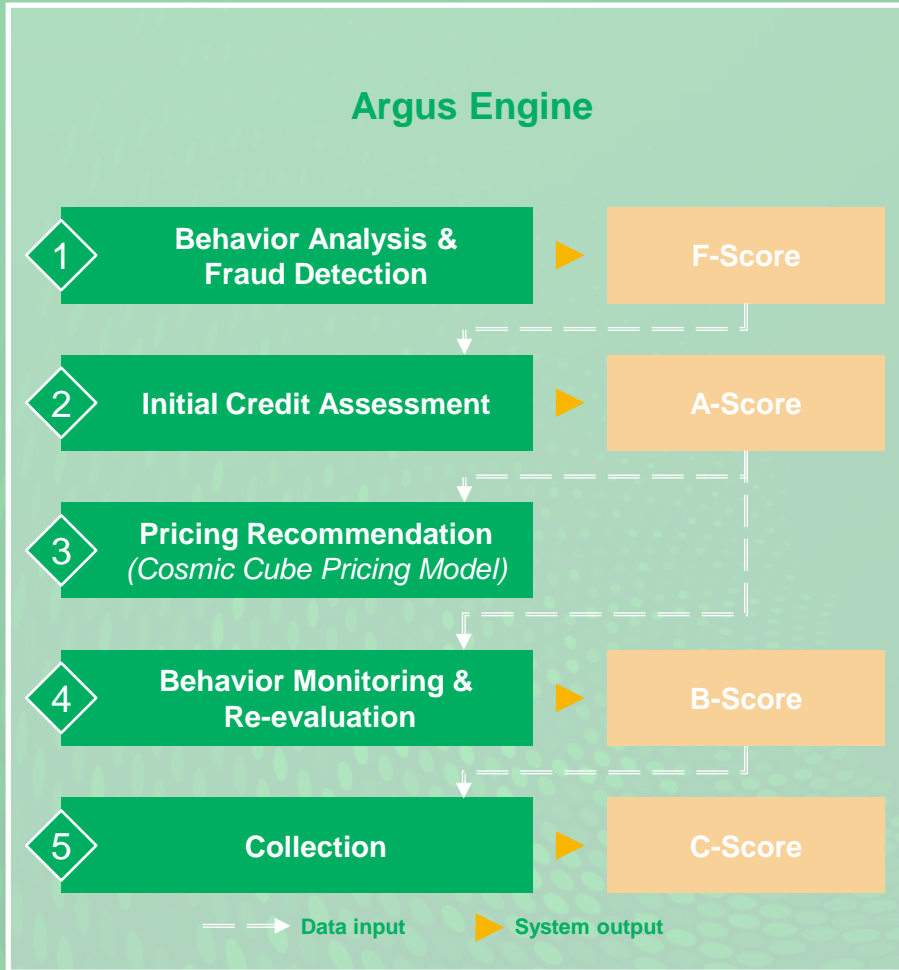 Argus Engine
1
Behavior Analysis &
Fraud Detection
F-Score
2
Initial Credit Assessment
A-Score
3
Pricing Recommendation
(Cosmic Cube Pricing Model)
4
Behavior Monitoring &
Re-evaluation
B-Score
5
Collection
C-Score
Data input
System output